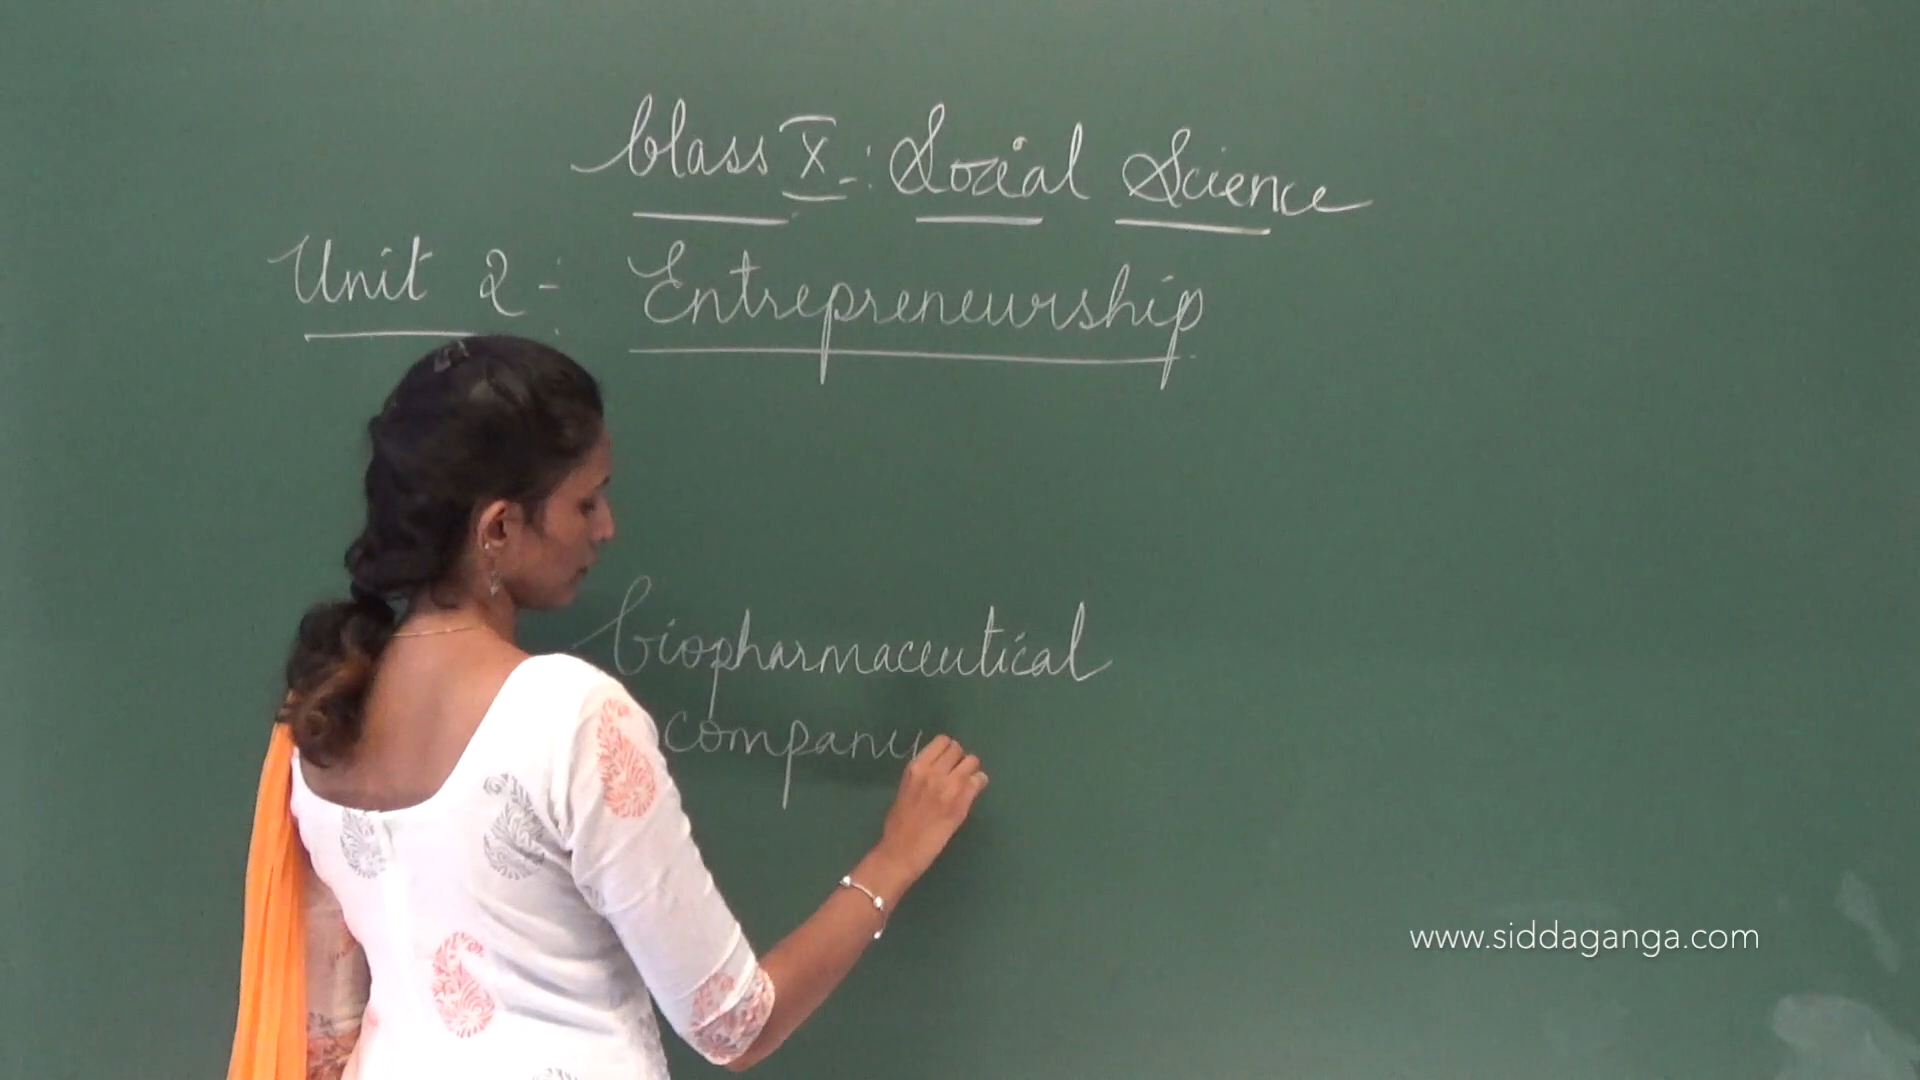 Class X : Social Science
Unit 2 : Entrepreneurship
biopharmaceutical
company
www.siddaganga.com